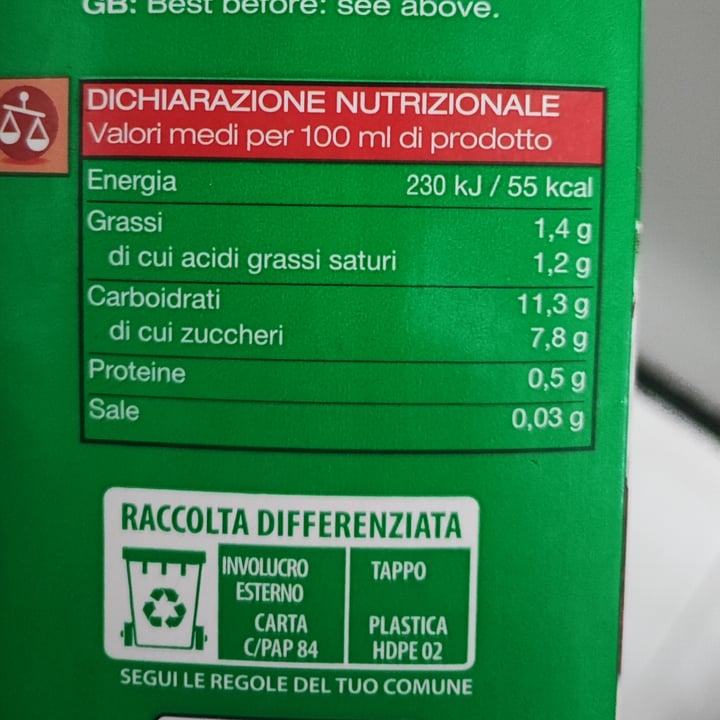 GB: Best before: see above.
DICHIARAZIONE NUTRIZIONALE
Valori medi per 100 ml di prodotto
Energia 230 kJ / 55 kcal
Grassi 1,4 g
di cui acidi grassi saturi 1,2 g
Carboidrati 11,3 g
di cui zuccheri 7,8 g
Proteine 0,5 g
Sale 0,03 g
RACCOLTA DIFFERENZIATA
INVOLUCRO TAPPO
ESTERNO
CARTA PLASTICA
C/PAP 84 HDPE 02
SEGUI LE REGOLE DEL TUO COMUNE